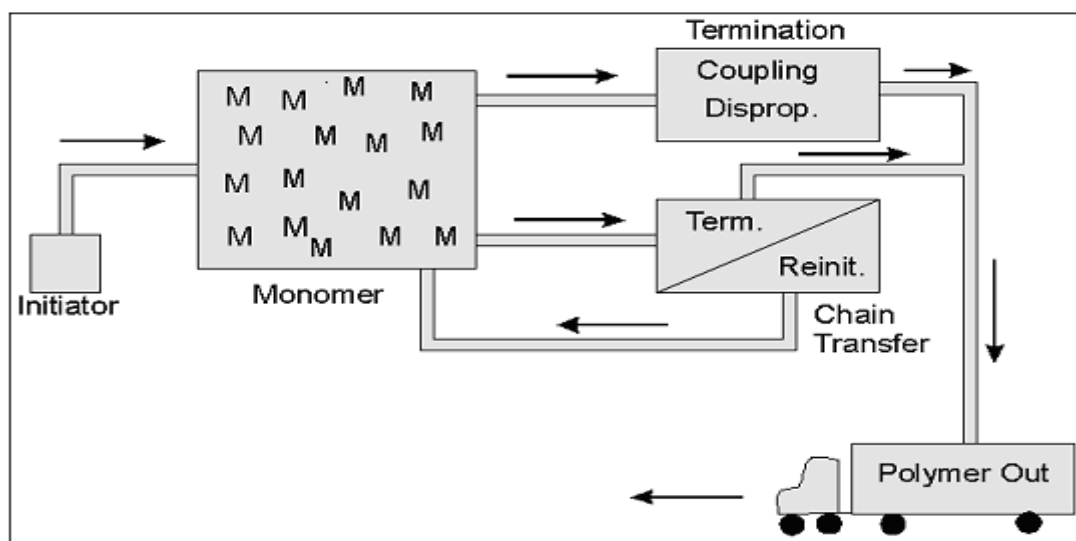 Termination
Coupling
Disprop.
M M M M
M M M M
M M M M
M M M M M
Term.
Reinit.
Initiator
Monomer
Chain
Transfer
Polymer Out